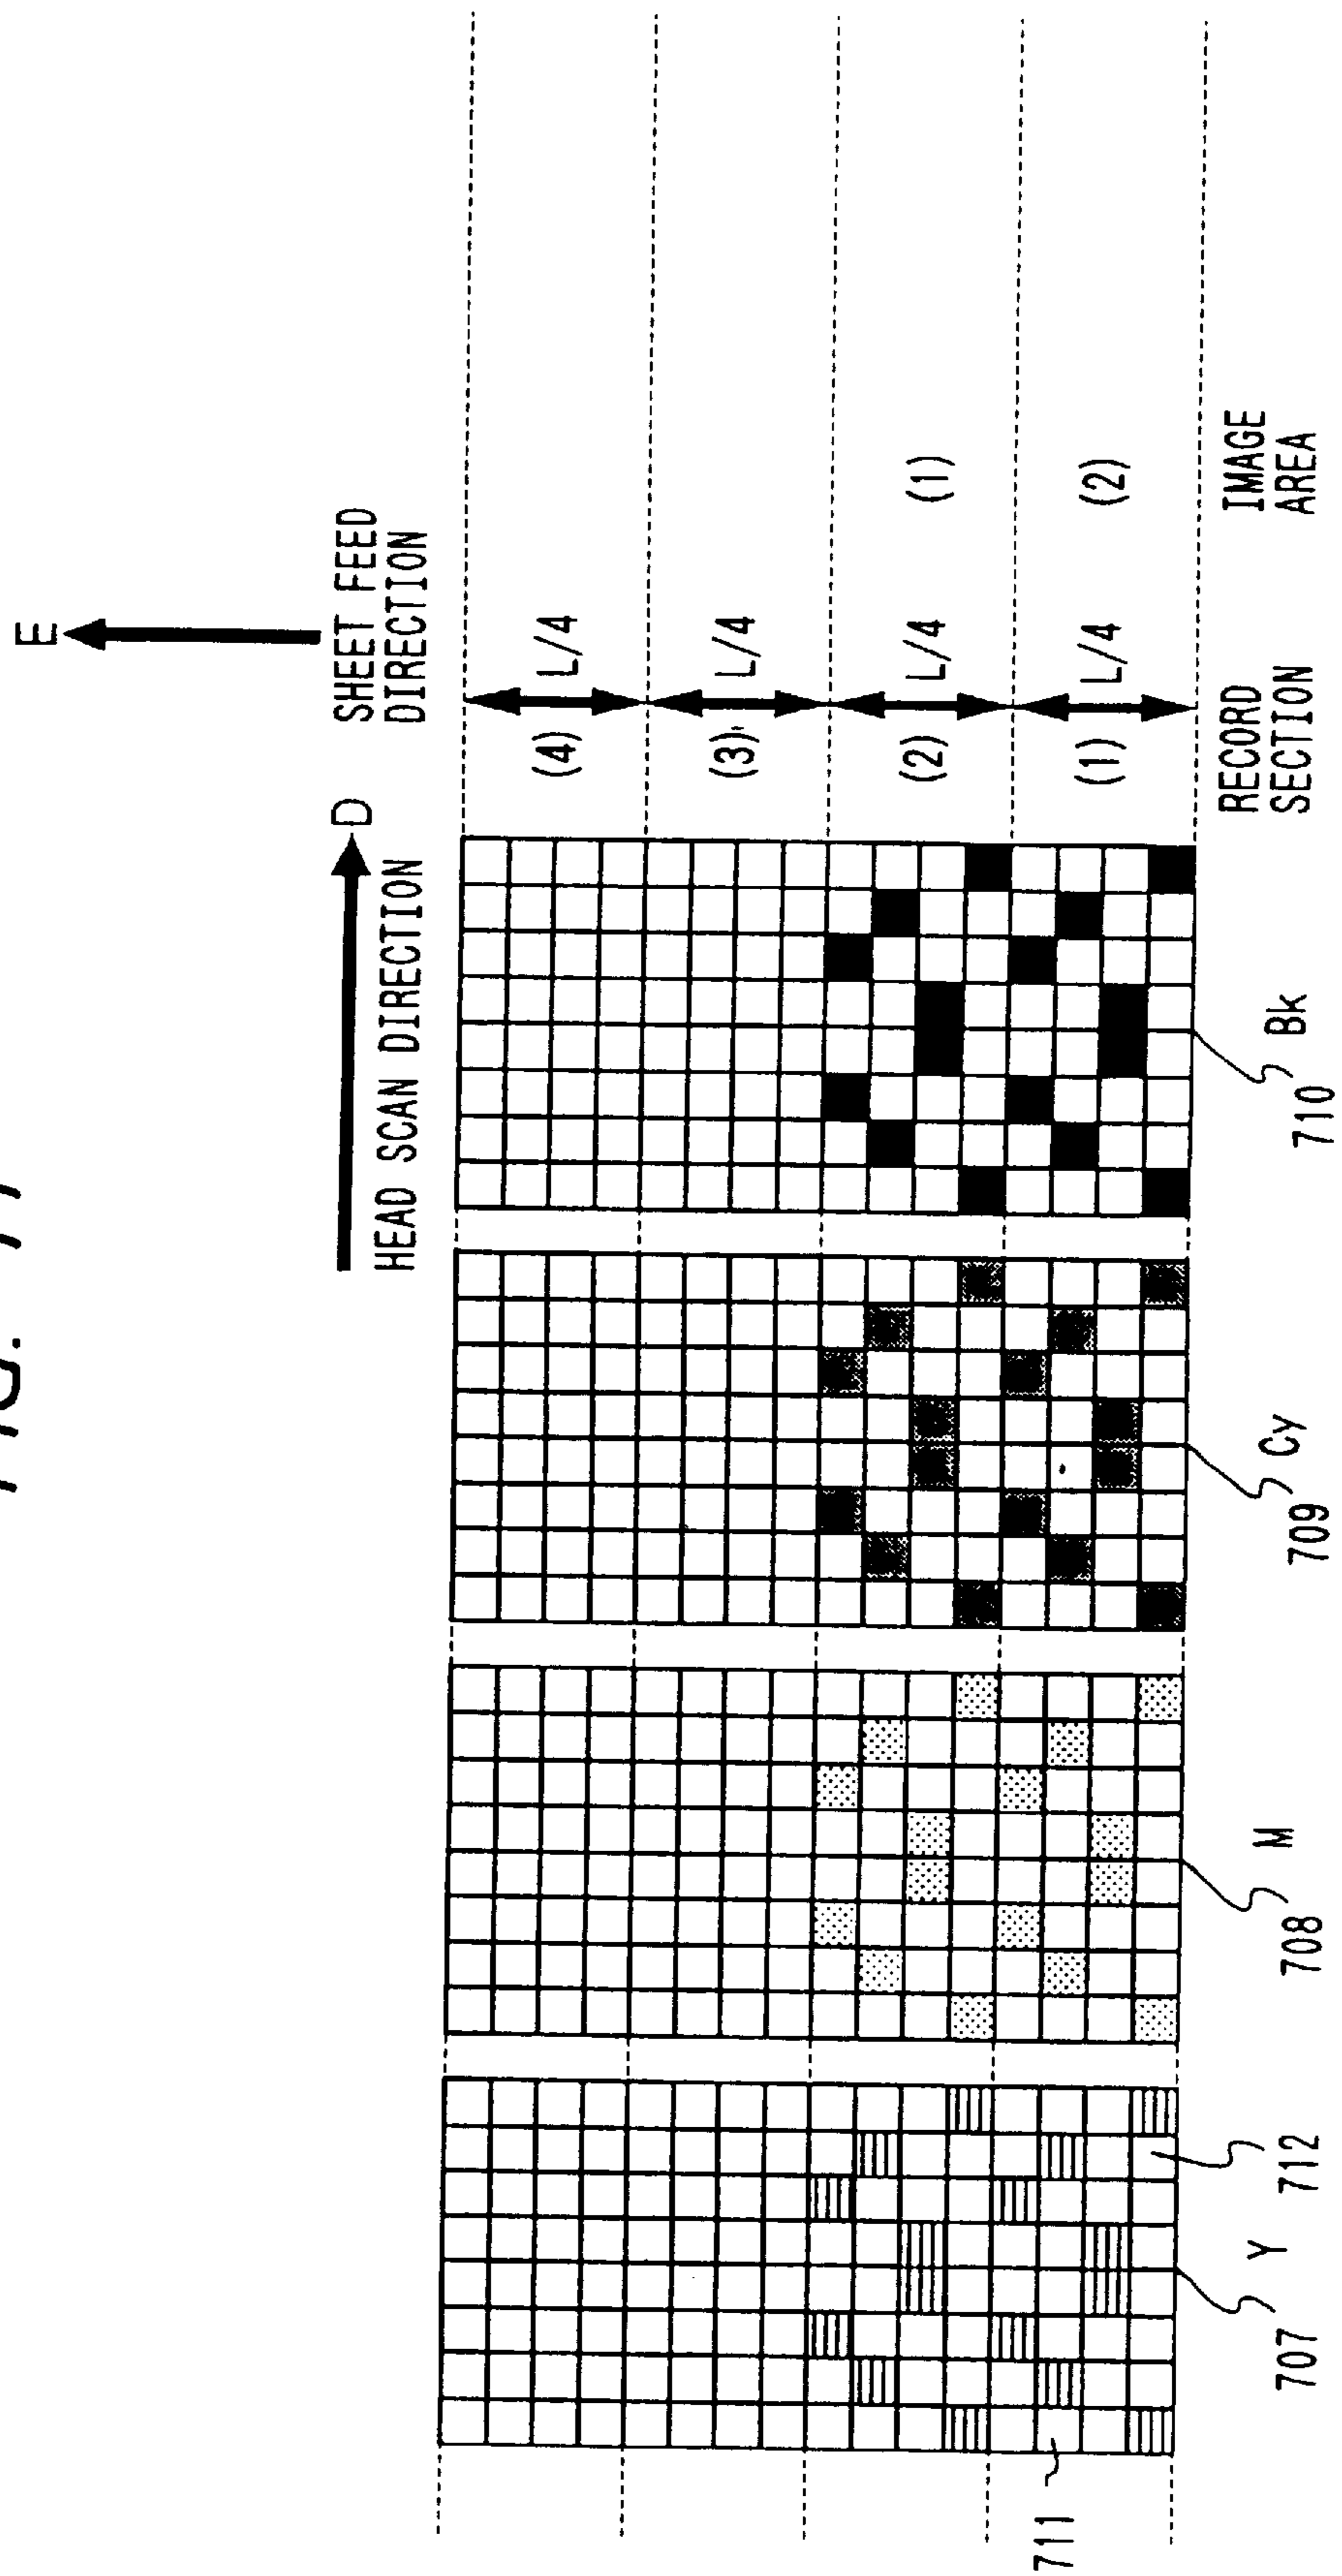 FIG.
E
D
HEAD SCAN DIRECTION
SHEET FEED
DIRECTION
(4)
L/4
(3)
L/4
(2)
L/4
(1)
(1)
L/4
(2)
711
707
Y
712
708
M
709
Cy
710
Bk
RECORD
SECTION
IMAGE
AREA